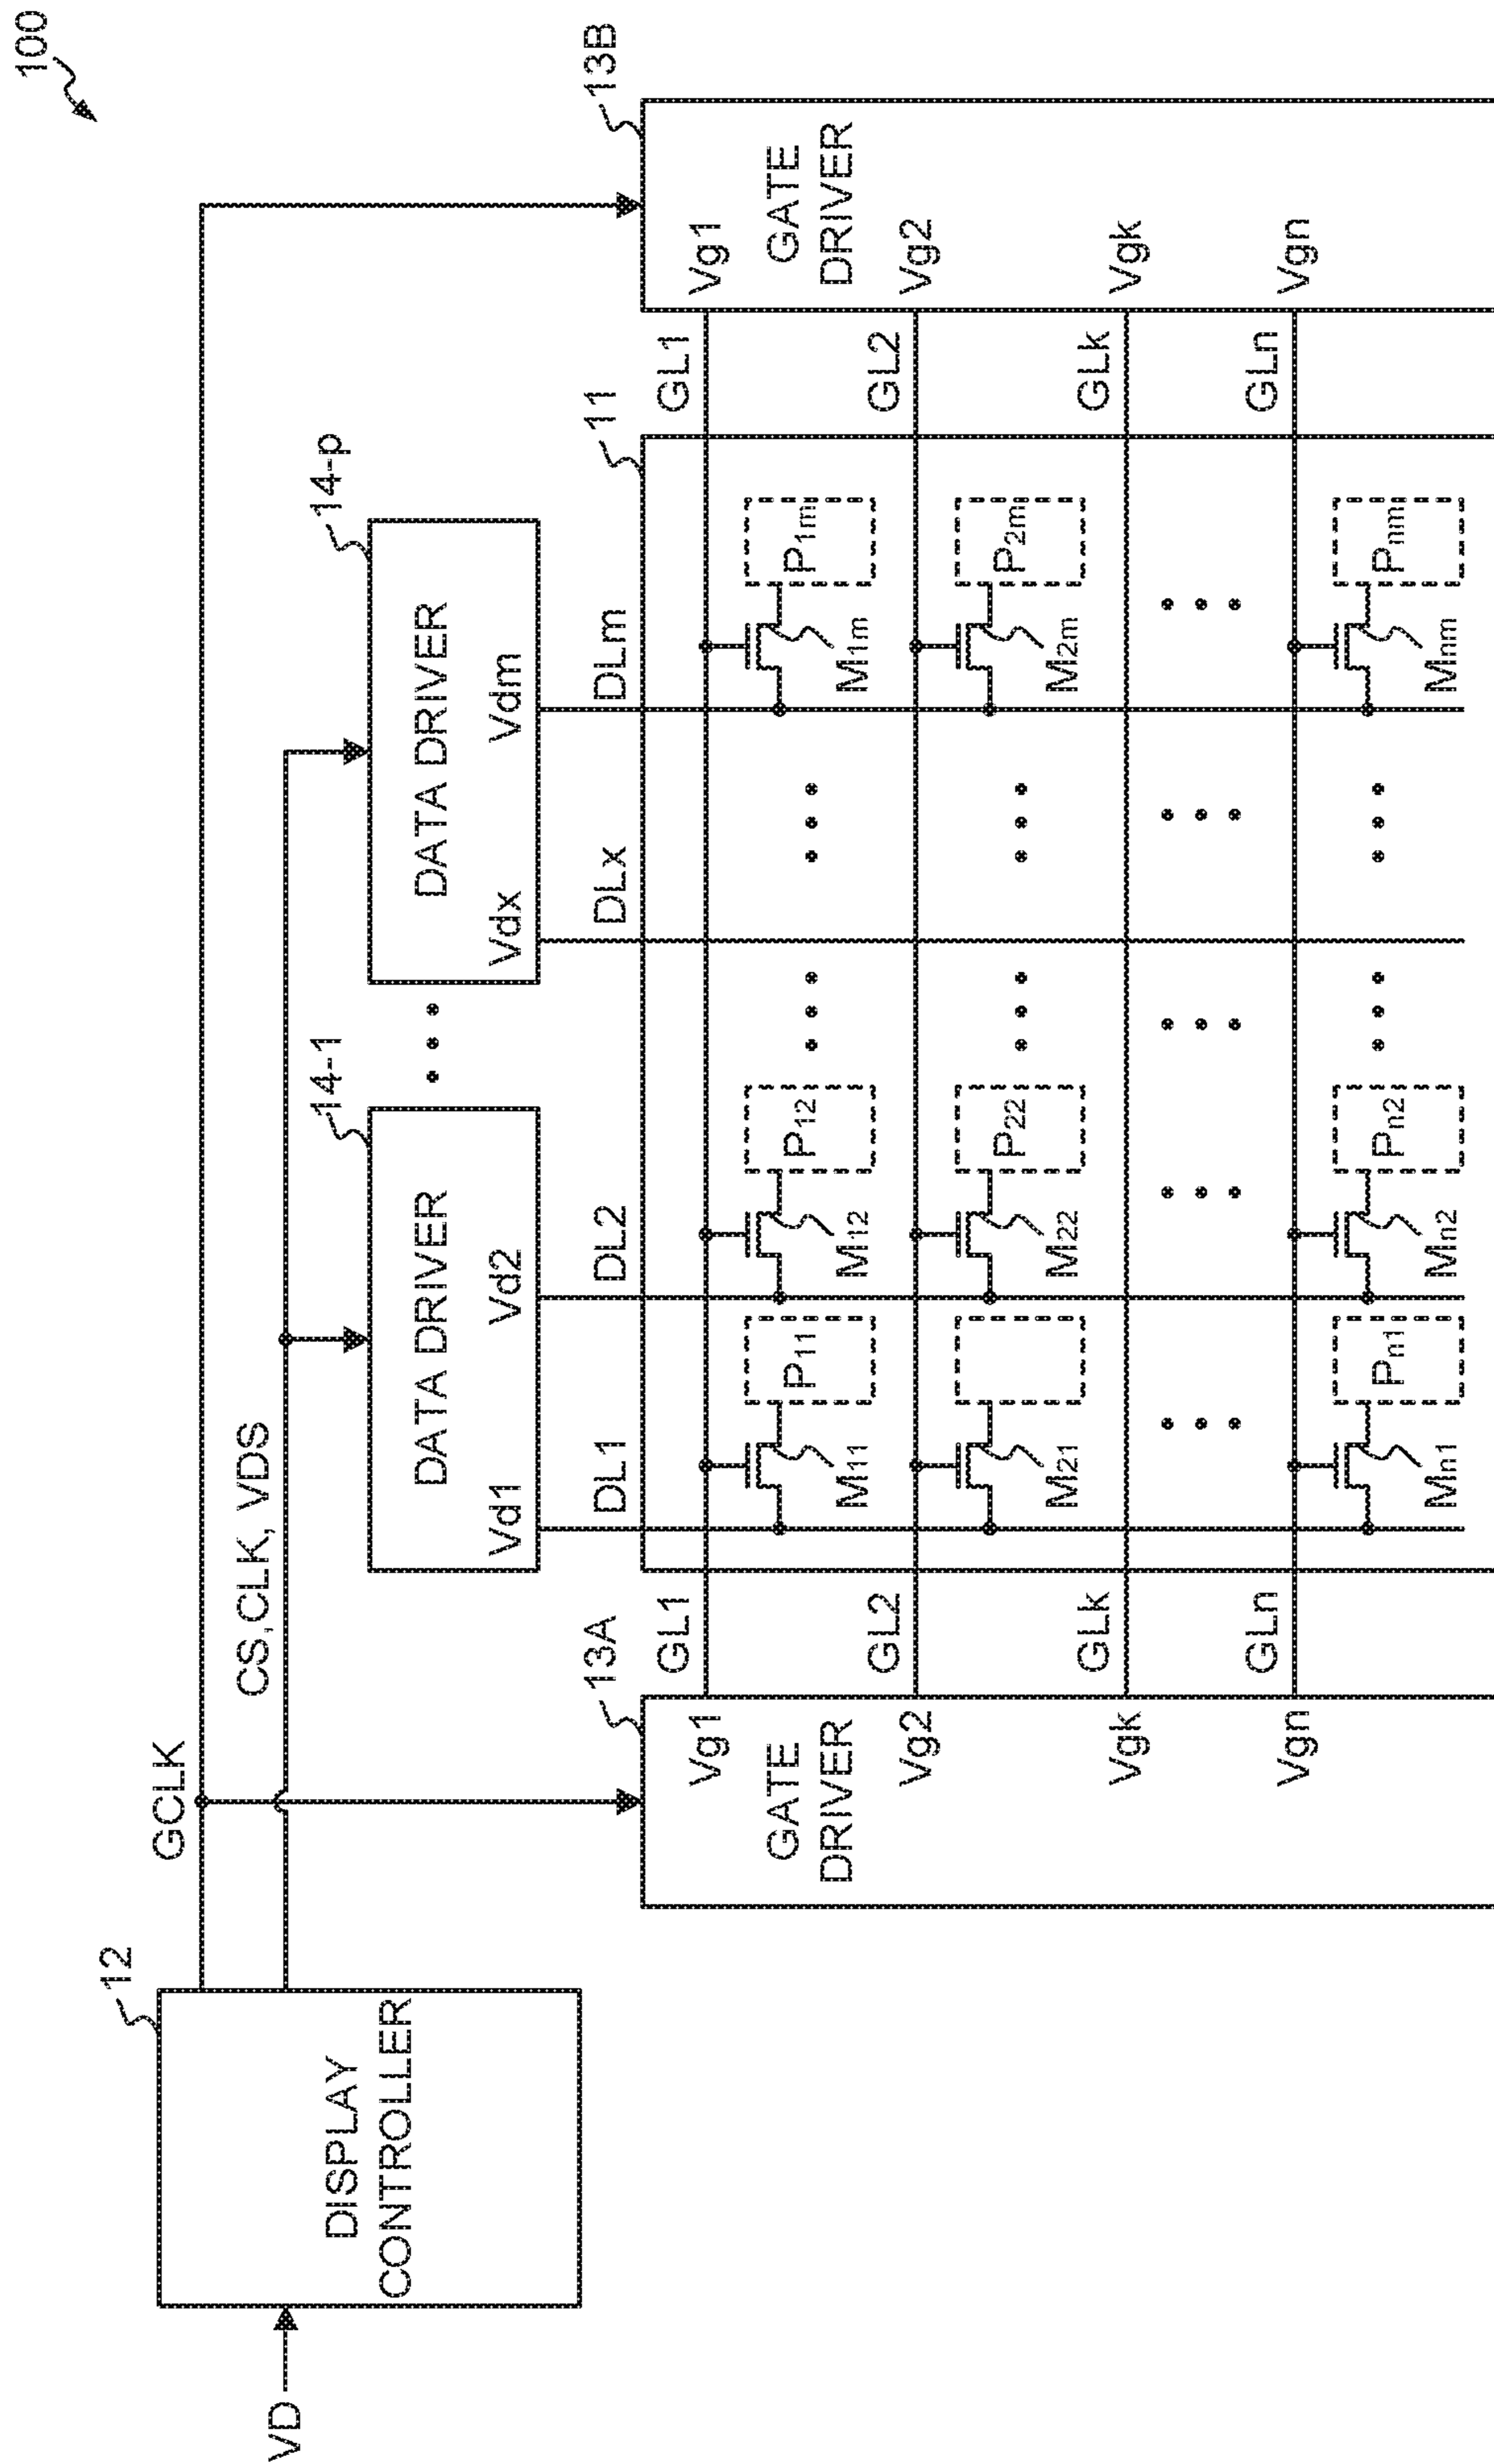 100
VD
12
DISPLAY
CONTROLLER
GCLK
CS,CLK, VDS
14-1
DATA DRIVER
Vd1 Vd2
14-p
DATA DRIVER
Vdx Vdm
13A
DL1 DL2 DLx DLm
11
13B
Vg1 GL1 GL1 Vg1
GATE
DRIVER
GATE
DRIVER
P11 P12 P1m
M11 M12 M1m
Vg2 GL2 GL2 Vg2
P22 P2m
M21 M22 M2m
Vgk GLk GLk Vgk
Vgn GLn GLn Vgn
Pn1 Pn2 Pnm
Mn1 Mn2 Mnm